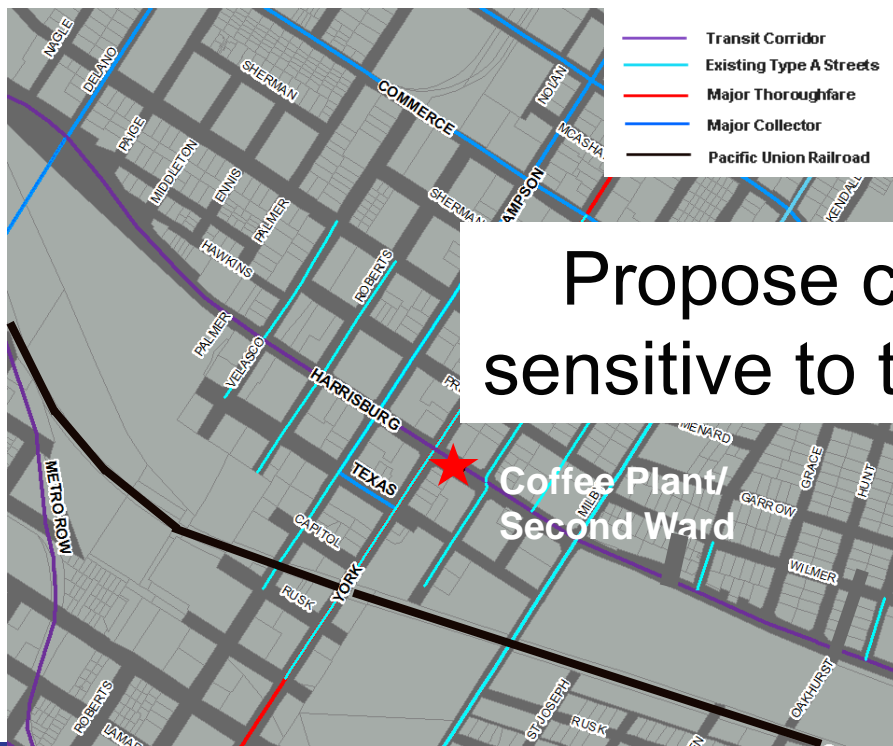 Transit Corridor
Existing Type A Streets
Major Thoroughfare
Major Collector
Pacific Union Railroad
NAGLE
DELANO
SHERMAN
COMMERCE
NOLAN
PAIGE
MIDDLETON
ENNIS
PALMER
SHERMAN
AMPSON
KENDALL
HAWKINS
ROBERTS
Propose c
sensitive to t
PALMER
VELASCO
HARRISBURG
MENARD
GRACE
HUNT
TEXAS
Coffee Plant/
Second Ward
MILBY
GARROW
METRO ROW
CAPITOL
WILMER
YORK
RUSK
ROBERTS
LAMAR
ST JOSEPH
RUSK
OAKHURST